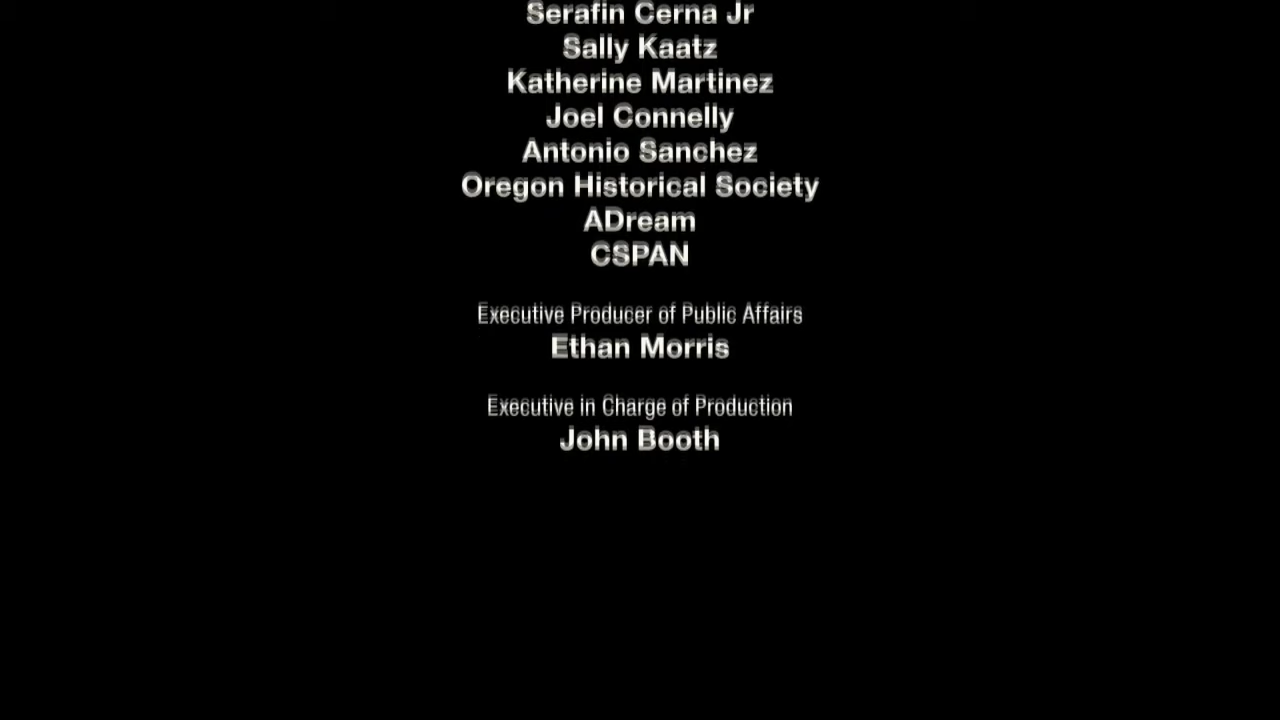 Serafin Cerna Jr
Sally Kaatz
Katherine Martinez
Joel Connelly
Antonio Sanchez
Oregon Historical Society
ADream
CSPAN
Executive Producer of Public Affairs
Ethan Morris
Executive in Charge of Production
John Booth